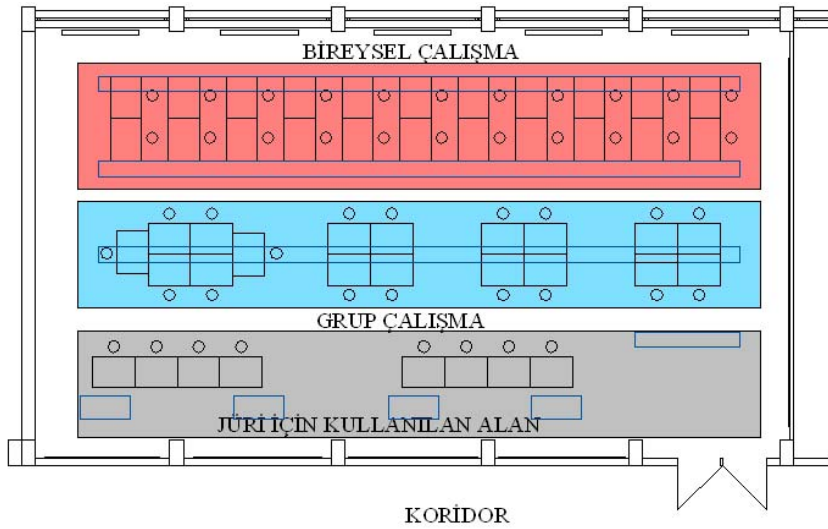 BİREYSEL ÇALIŞMA
GRUP ÇALIŞMA
JÜRİ İÇİN KULLANILAN ALAN
KORİDOR